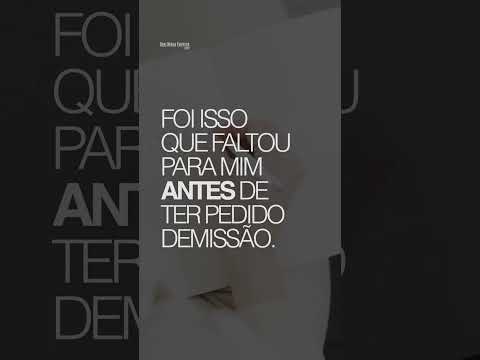 FOI ISSO
QUE FALTOU
PARA MIM
ANTES DE
TER PEDIDO
DEMISSÃO.